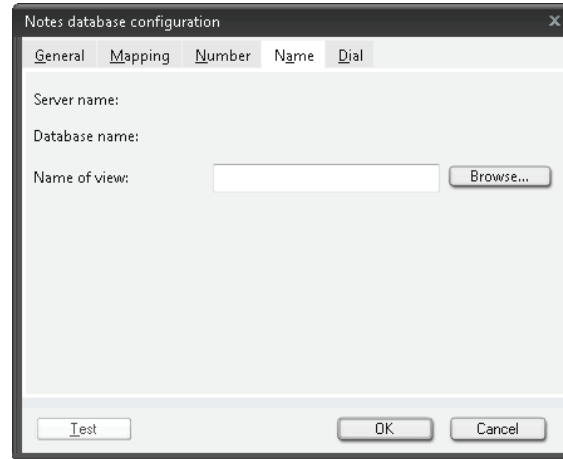 Notes database configuration x
General Mapping Number Name Dial
Server name:
Database name:
Name of view: Browse...
Test OK Cancel